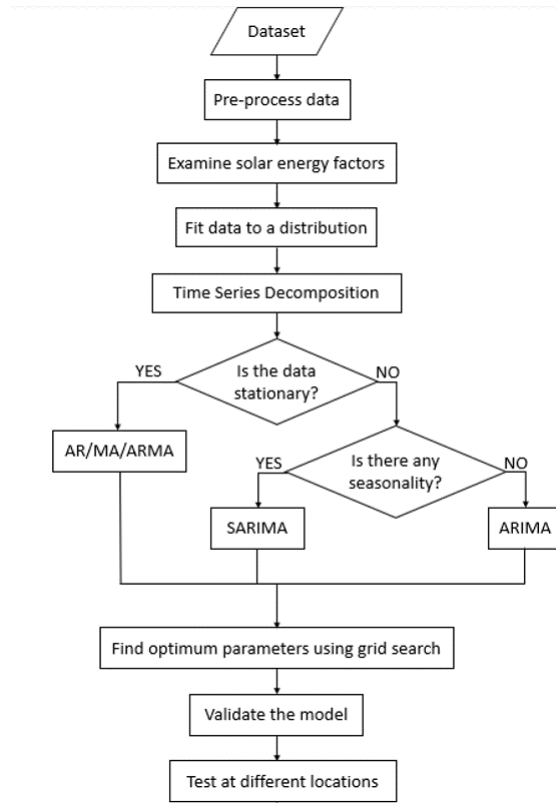 Dataset
Pre-process data
Examine solar energy factors
Fit data to a distribution
Time Series Decomposition
YES
Is the data
stationary?
NO
AR/MA/ARMA
YES
Is there any
seasonality?
NO
SARIMA
ARIMA
Find optimum parameters using grid search
Validate the model
Test at different locations